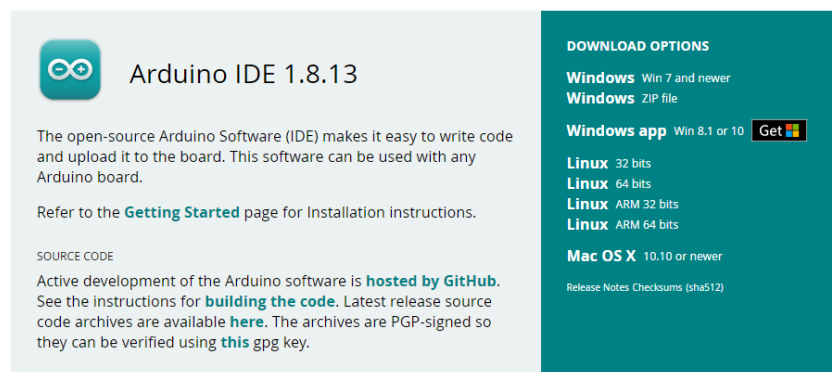 Arduino IDE 1.8.13
The open-source Arduino Software (IDE) makes it easy to write code
and upload it to the board. This software can be used with any
Arduino board.
Refer to the Getting Started page for Installation instructions.
SOURCE CODE
Active development of the Arduino software is hosted by GitHub.
See the instructions for building the code. Latest release source
code archives are available here. The archives are PGP-signed so
they can be verified using this gpg key.
DOWNLOAD OPTIONS
Windows Win 7 and newer
Windows ZIP file
Windows app Win 8.1 or 10 Get
Linux 32 bits
Linux 64 bits
Linux ARM 32 bits
Linux ARM 64 bits
Mac OS X 10.10 or newer
Release Notes Checksums (sha512)